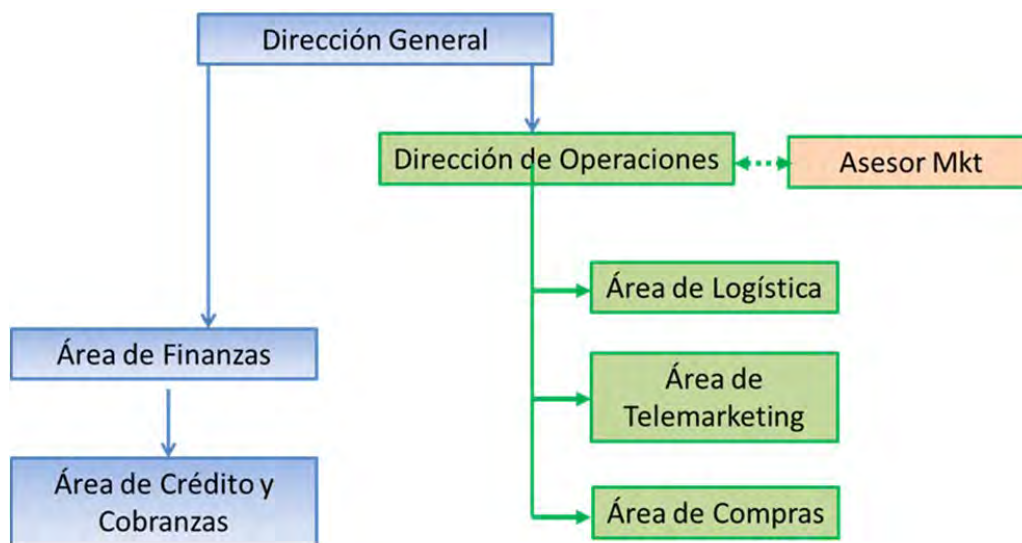 Dirección General
Dirección de Operaciones
Asesor Mkt
Área de Logística
Área de Finanzas
Área de
Telemarketing
Área de Crédito y
Cobranzas
Área de Compras